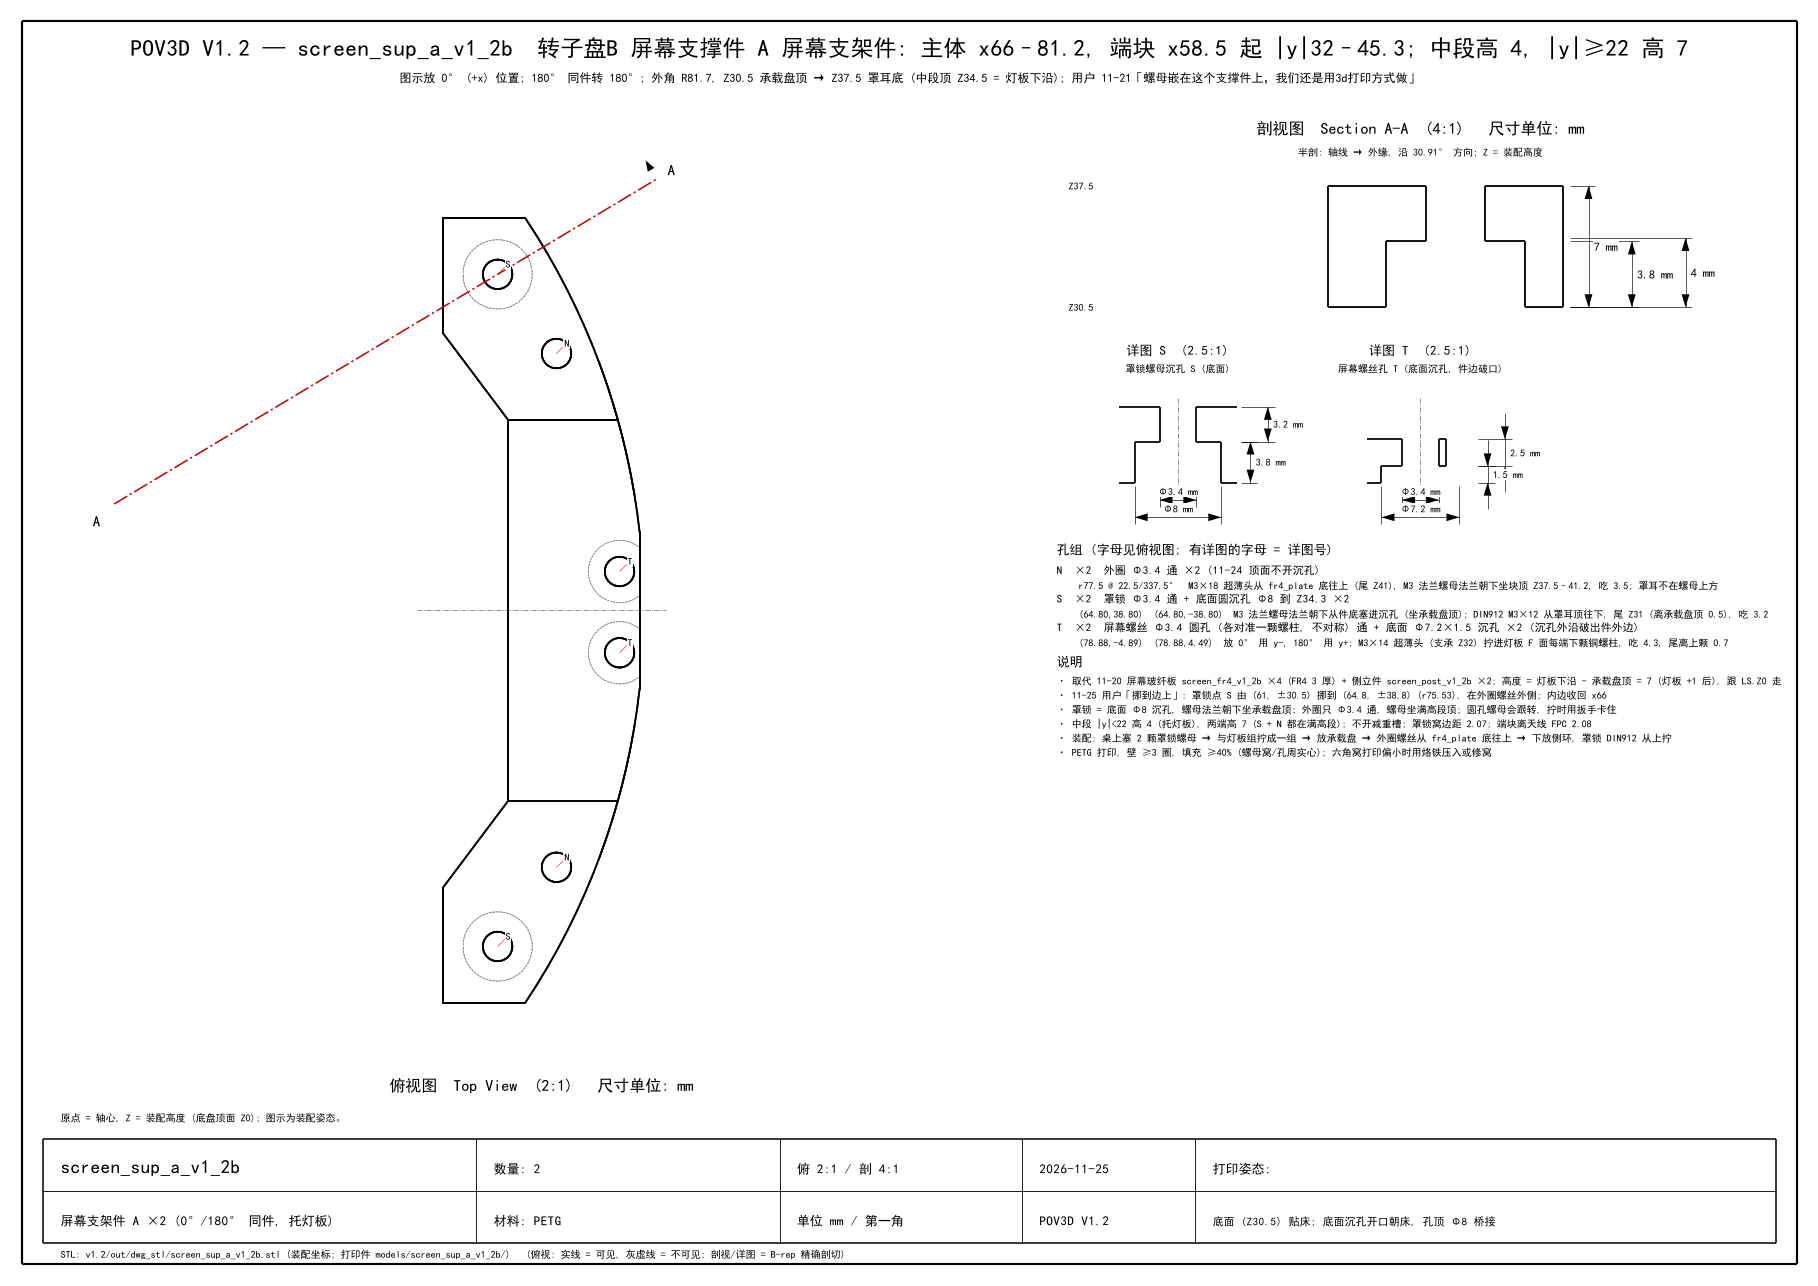 POV3D V1.2 — screen_sup_a_v1_2b 转子盘B 屏幕支撑件 A 屏幕支架件: 主体 x66–81.2, 端块 x58.5 起 |y|32–45.3; 中段高 4, |y|≥22 高 7
图示放 0° (+x) 位置; 180° 同件转 180°; 外角 R81.7, Z30.5 承载盘顶 → Z37.5 罩耳底 (中段顶 Z34.5 = 灯板下沿); 用户 11-21「螺母嵌在这个支撑件上，我们还是用3d打印方式做」
剖视图 Section A-A (4:1) 尺寸单位: mm
半剖: 轴线 → 外缘, 沿 30.91° 方向; Z = 装配高度
A
Z37.5
7 mm
3.8 mm
4 mm
Z30.5
S
N
详图 S (2.5:1)
罩锁螺母沉孔 S (底面)
详图 T (2.5:1)
屏幕螺丝孔 T (底面沉孔, 件边破口)
3.2 mm
3.8 mm
Φ3.4 mm
Φ8 mm
2.5 mm
1.5 mm
Φ3.4 mm
Φ7.2 mm
A
T
T
N
S
孔组 (字母见俯视图; 有详图的字母 = 详图号)
N ×2 外圈 Φ3.4 通 ×2 (11-24 顶面不开沉孔)
r77.5 @ 22.5/337.5° M3×18 超薄头从 fr4_plate 底往上 (尾 Z41), M3 法兰螺母法兰朝下坐块顶 Z37.5–41.2, 吃 3.5; 罩耳不在螺母上方
S ×2 罩锁 Φ3.4 通 + 底面圆沉孔 Φ8 到 Z34.3 ×2
(64.80,38.80) (64.80,-38.80) M3 法兰螺母法兰朝下从件底塞进沉孔 (坐承载盘顶); DIN912 M3×12 从罩耳顶往下, 尾 Z31 (离承载盘顶 0.5), 吃 3.2
T ×2 屏幕螺丝 Φ3.4 圆孔 (各对准一颗螺柱, 不对称) 通 + 底面 Φ7.2×1.5 沉孔 ×2 (沉孔外沿破出件外边)
(78.88,-4.89) (78.88,4.49) 放 0° 用 y-, 180° 用 y+; M3×14 超薄头 (支承 Z32) 拧进灯板 F 面每端下颗铜螺柱, 吃 4.3, 尾离上颗 0.7
说明
· 取代 11-20 屏幕玻纤板 screen_fr4_v1_2b ×4 (FR4 3 厚) + 侧立件 screen_post_v1_2b ×2; 高度 = 灯板下沿 - 承载盘顶 = 7 (灯板 +1 后), 跟 LS.Z0 走
· 11-25 用户「挪到边上」: 罩锁点 S 由 (61, ±30.5) 挪到 (64.8, ±38.8) (r75.53), 在外圈螺丝外侧; 内边收回 x66
· 罩锁 = 底面 Φ8 沉孔, 螺母法兰朝下坐承载盘顶; 外圈只 Φ3.4 通, 螺母坐满高段顶; 圆孔螺母会跟转, 拧时用扳手卡住
· 中段 |y|<22 高 4 (托灯板), 两端高 7 (S + N 都在满高段); 不开减重槽; 罩锁窝边距 2.07; 端块离天线 FPC 2.08
· 装配: 桌上塞 2 颗罩锁螺母 → 与灯板组拧成一组 → 放承载盘 → 外圈螺丝从 fr4_plate 底往上 → 下放侧环, 罩锁 DIN912 从上拧
· PETG 打印, 壁 ≥3 圈, 填充 ≥40% (螺母窝/孔周实心); 六角窝打印偏小时用烙铁压入或修窝
俯视图 Top View (2:1) 尺寸单位: mm
原点 = 轴心, Z = 装配高度 (底盘顶面 Z0); 图示为装配姿态。
screen_sup_a_v1_2b
数量: 2
俯 2:1 / 剖 4:1
2026-11-25
打印姿态:
屏幕支架件 A ×2 (0°/180° 同件, 托灯板)
材料: PETG
单位 mm / 第一角
POV3D V1.2
底面 (Z30.5) 贴床; 底面沉孔开口朝床, 孔顶 Φ8 桥接
STL: v1.2/out/dwg_stl/screen_sup_a_v1_2b.stl (装配坐标; 打印件 models/screen_sup_a_v1_2b/) (俯视: 实线 = 可见, 灰虚线 = 不可见; 剖视/详图 = B-rep 精确剖切)